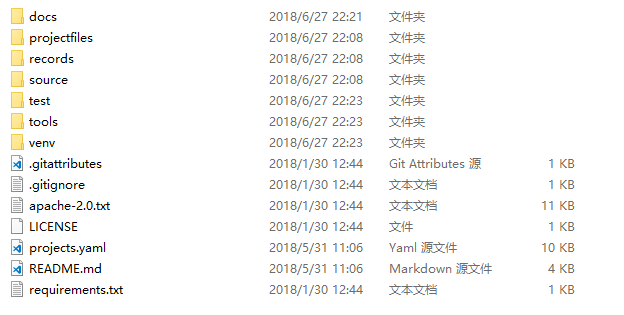 docs 2018/6/27 22:21 文件夹
projectfiles 2018/6/27 22:08 文件夹
records 2018/6/27 22:08 文件夹
source 2018/6/27 22:08 文件夹
test 2018/6/27 22:23 文件夹
tools 2018/6/27 22:23 文件夹
venv 2018/6/27 22:23 文件夹
.gitattributes 2018/1/30 12:44 Git Attributes 源 1 KB
.gitignore 2018/1/30 12:44 文本文档 1 KB
apache-2.0.txt 2018/1/30 12:44 文本文档 11 KB
LICENSE 2018/1/30 12:44 文件 1 KB
projects.yaml 2018/5/31 11:06 Yaml 源文件 10 KB
README.md 2018/5/31 11:06 Markdown 源文件 4 KB
requirements.txt 2018/1/30 12:44 文本文档 1 KB